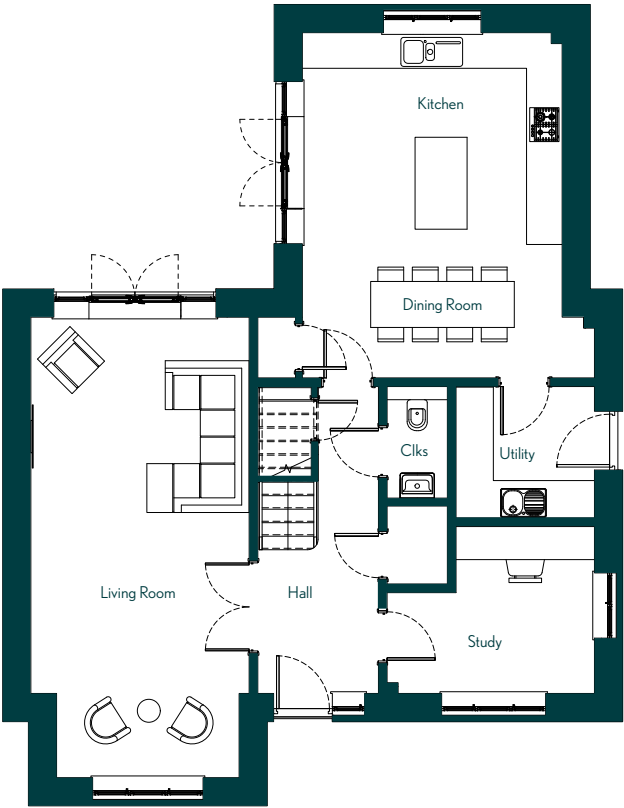 Kitchen
Dining Room
Clks
Utility
Living Room
Hall
Study